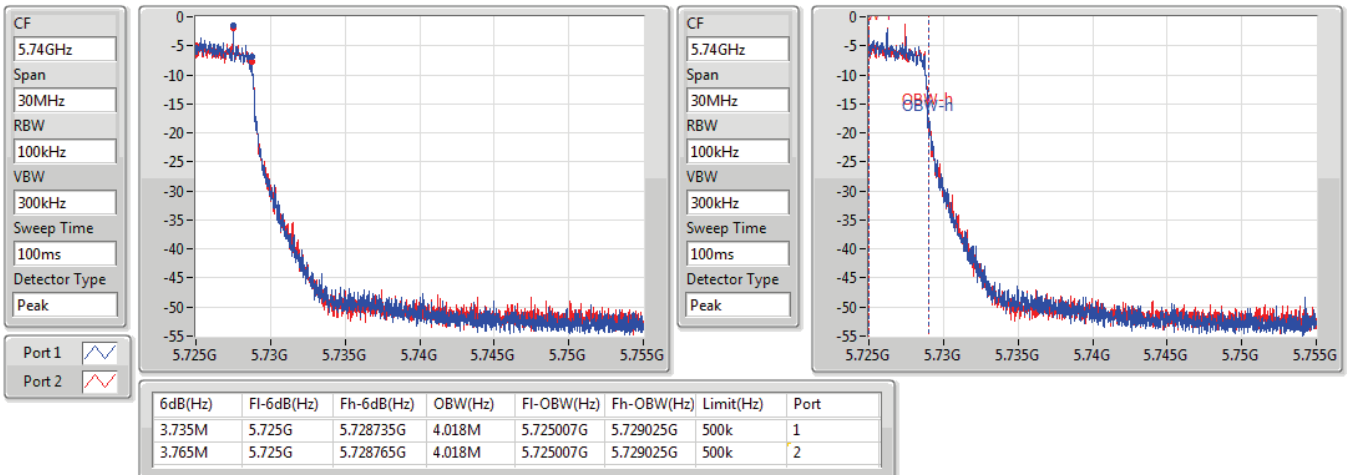 CF
5.74GHz
Span
30MHz
RBW
100kHz
VBW
300kHz
Sweep Time
100ms
Detector Type
Peak
Port 1
Port 2
0
-5
-10
-15
-20
-25
-30
-35
-40
-45
-50
-55
5.725G 5.73G 5.735G 5.74G 5.745G 5.75G 5.755G
CF
5.74GHz
Span
30MHz
RBW
100kHz
VBW
300kHz
Sweep Time
100ms
Detector Type
Peak
0
-5
-10
-15
-20
-25
-30
-35
-40
-45
-50
-55
OBW-h
OBW-h
5.725G 5.73G 5.735G 5.74G 5.745G 5.75G 5.755G
6dB(Hz) Fl-6dB(Hz) Fh-6dB(Hz) OBW(Hz) Fl-OBW(Hz) Fh-OBW(Hz) Limit(Hz) Port
3.735M 5.725G 5.728735G 4.018M 5.725007G 5.729025G 500k 1
3.765M 5.725G 5.728765G 4.018M 5.725007G 5.729025G 500k 2